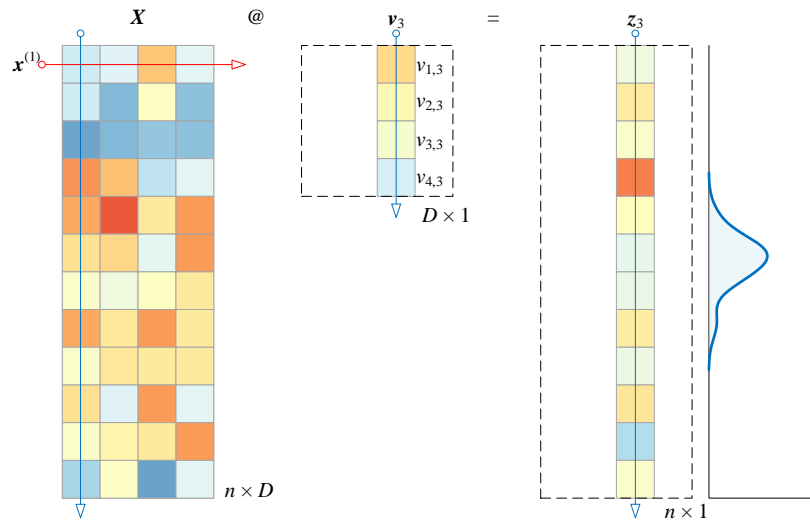 X @ v₃ = z₃
x⁽¹⁾
v₁,₃
v₂,₃
v₃,₃
v₄,₃
D × 1
n × D
n × 1